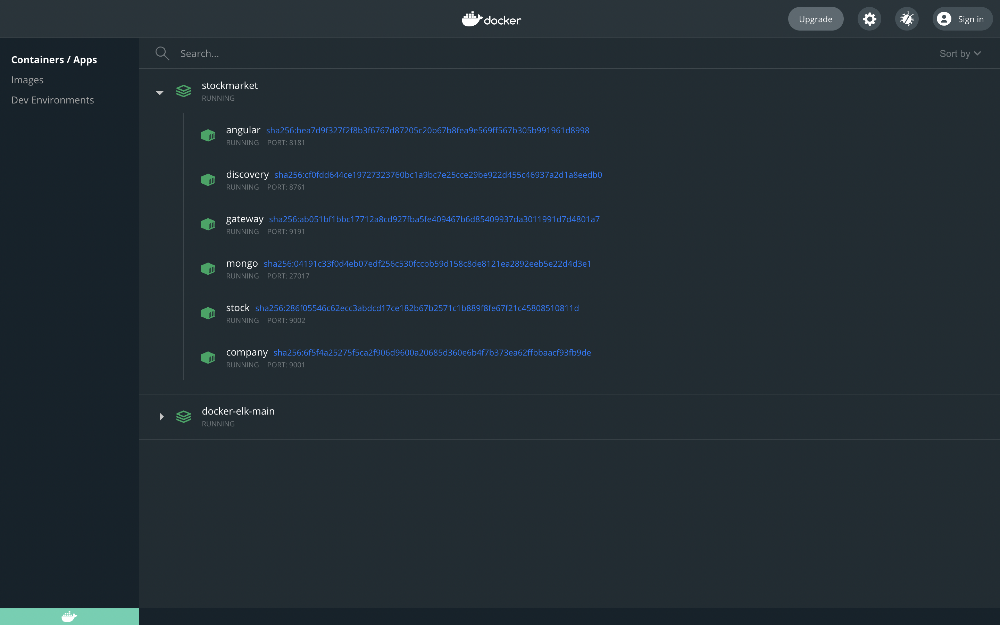 docker
Upgrade
Sign in
Containers / Apps
Images
Dev Environments
Search...
Sort by
stockmarket
RUNNING
angular sha256:bea7d9f327f2f8b3f6767d87205c20b67b8fea9e569ff567b305b991961d8998
RUNNING PORT: 8181
discovery sha256:cf0fdd644ce19727323760bc1a9bc7e25cce29be922d455c46937a2d1a8eedb0
RUNNING PORT: 8761
gateway sha256:ab051bf1bbc17712a8cd927fba5fe409467b6d85409937da3011991d7d4801a7
RUNNING PORT: 9191
mongo sha256:04191c33f0d4eb07edf256c530fccbb59d158c8de8121ea2892eeb5e22d4d3e1
RUNNING PORT: 27017
stock sha256:286f05546c62ecc3abdcd17ce182b67b2571c1b889f8fe67f21c45808510811d
RUNNING PORT: 9002
company sha256:6f5f4a25275f5ca2f906d9600a20685d360e6b4f7b373ea62ffbbaacf93fb9de
RUNNING PORT: 9001
docker-elk-main
RUNNING